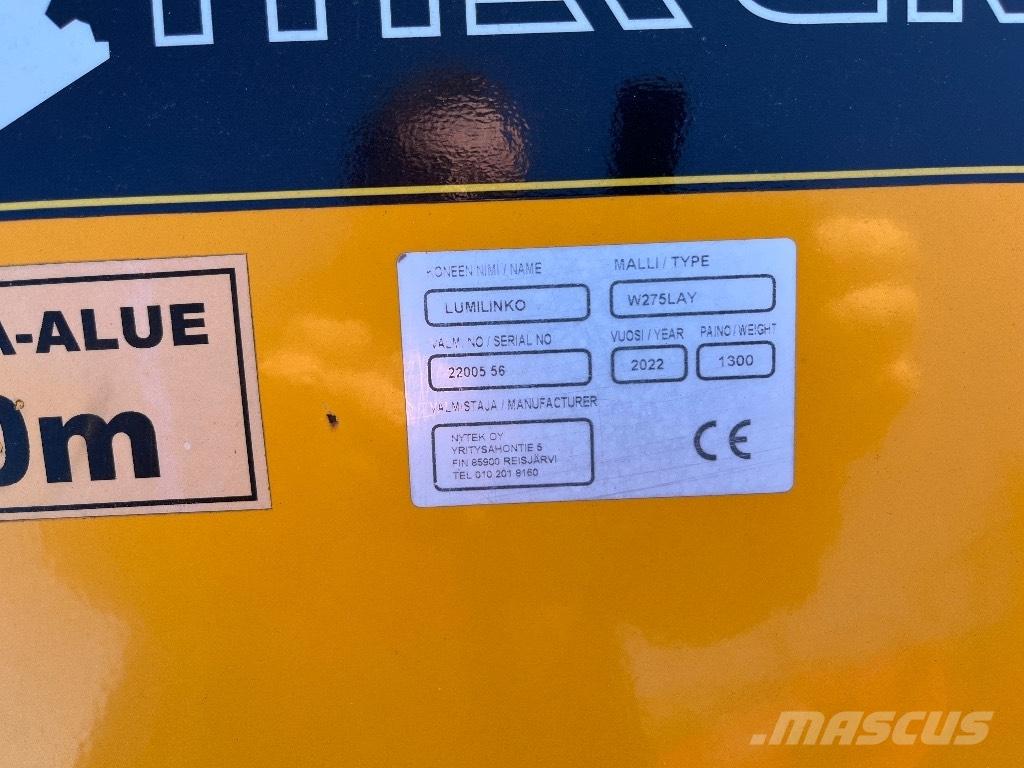 A-ALUE
0m
KONEEN NIMI / NAME
LUMILINKO
MALLI / TYPE
W275LAY
VALM. NO / SERIAL NO
22005 56
VUOSI / YEAR
2022
PAINO / WEIGHT
1300
VALMISTAJA / MANUFACTURER
NYTEK OY
YRITYSAHONTIE 5
FIN 85900 REISJÄRVI
TEL 010 201 9160
CE
MASCUS